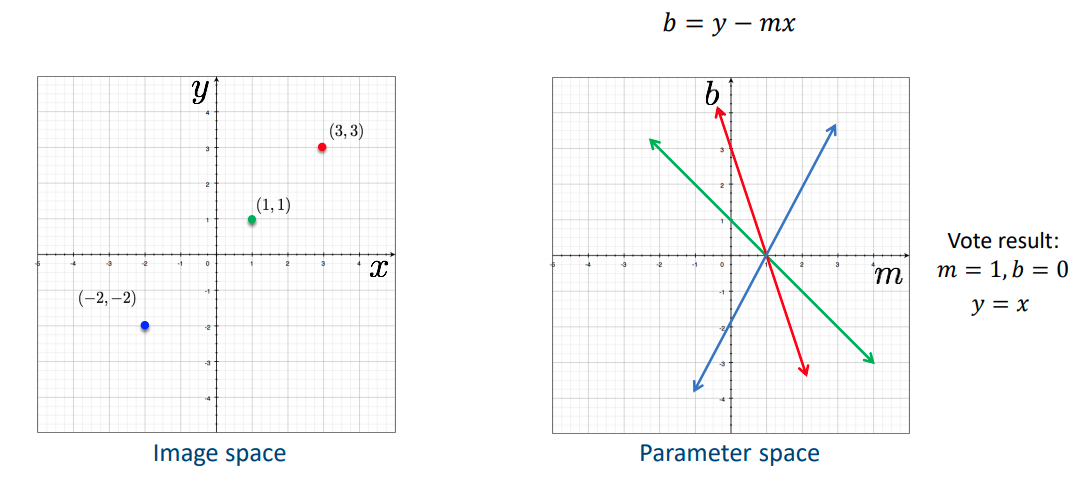 b = y − mx
y
4
(3, 3)
3
2
(1, 1)
1
-5 -4 -3 -2 -1 0 1 2 3 4 x
(−2, −2)
-1
-2
-3
-4
Image space
b
3
2
1
-5 -4 -3 -2 -1 0 1 2 3 4 m
-1
-2
-3
-4
Parameter space
Vote result:
m = 1, b = 0
y = x